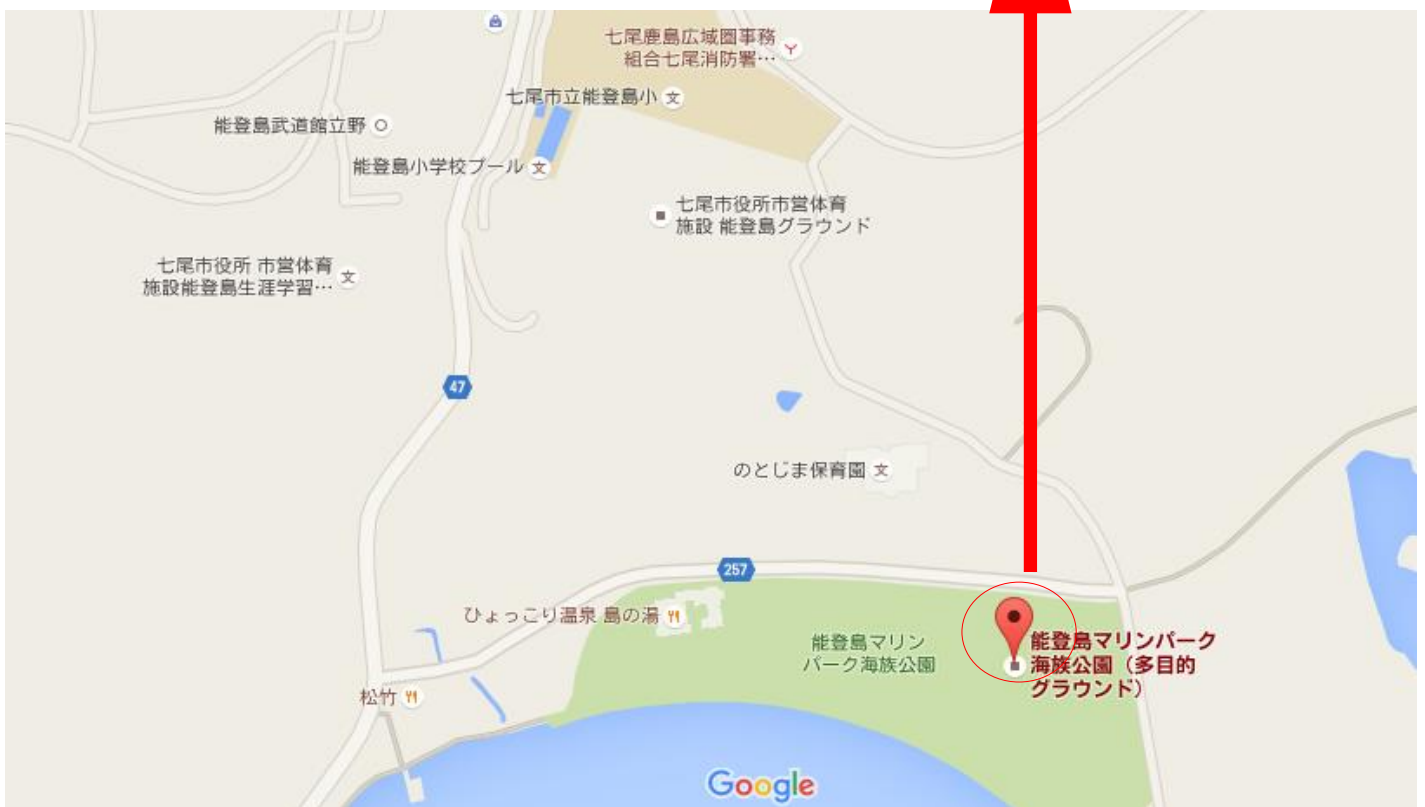 七尾鹿島広域圏事務
組合七尾消防署…
七尾市立能登島小
文
能登島武道館立野
能登島小学校プール
文
七尾市役所市営体育
施設 能登島グラウンド
七尾市役所 市営体育
施設能登島生涯学習…
文
47
のとじま保育園
文
257
ひょっこり温泉 島の湯
能登島マリン
パーク海族公園
能登島マリンパーク
海族公園（多目的
グラウンド）
松竹
Google